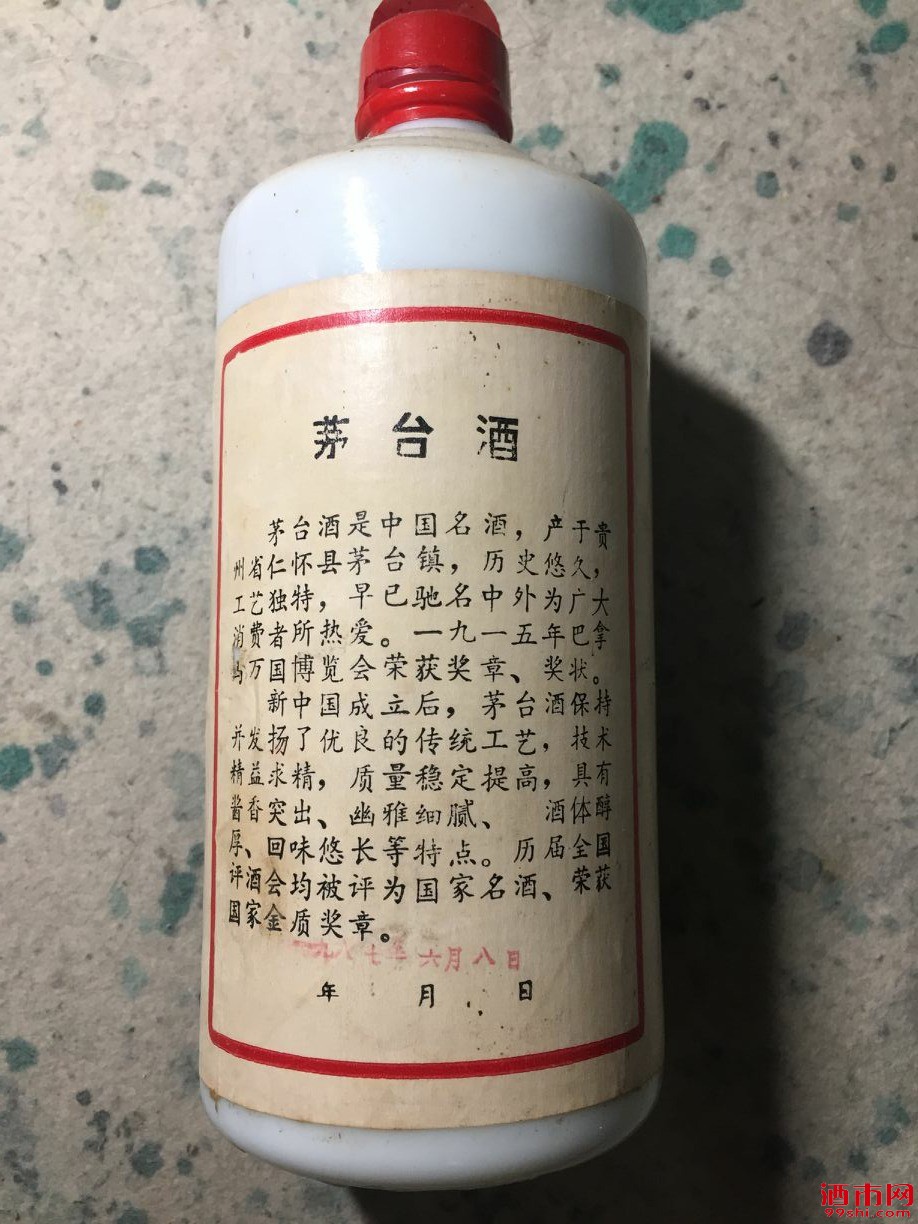 茅台酒
茅台酒是中国名酒，产于贵
州省仁怀县茅台镇，历史悠久，
工艺独特，早已驰名中外为广大
消费者所热爱。一九一五年巴拿
马万国博览会荣获奖章、奖状。
新中国成立后，茅台酒保持
并发扬了优良的传统工艺，技术
精益求精，质量稳定提高，具有
酱香突出、幽雅细腻、 酒体醇
厚、回味悠长等特点。历届全国
评酒会均被评为国家名酒、荣获
国家金质奖章。
一九八七年六月八日
年 月 日
酒市网
99shi.com